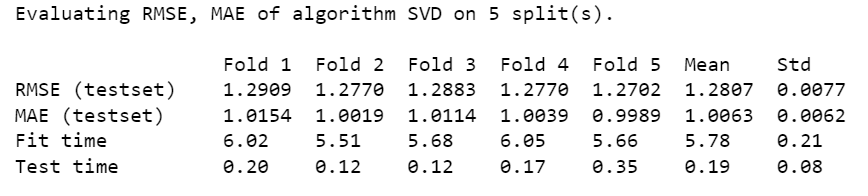 Evaluating RMSE, MAE of algorithm SVD on 5 split(s).

                  Fold 1  Fold 2  Fold 3  Fold 4  Fold 5  Mean    Std
RMSE (testset)    1.2909  1.2770  1.2883  1.2770  1.2702  1.2807  0.0077
MAE (testset)     1.0154  1.0019  1.0114  1.0039  0.9989  1.0063  0.0062
Fit time          6.02    5.51    5.68    6.05    5.66    5.78    0.21
Test time         0.20    0.12    0.12    0.17    0.35    0.19    0.08